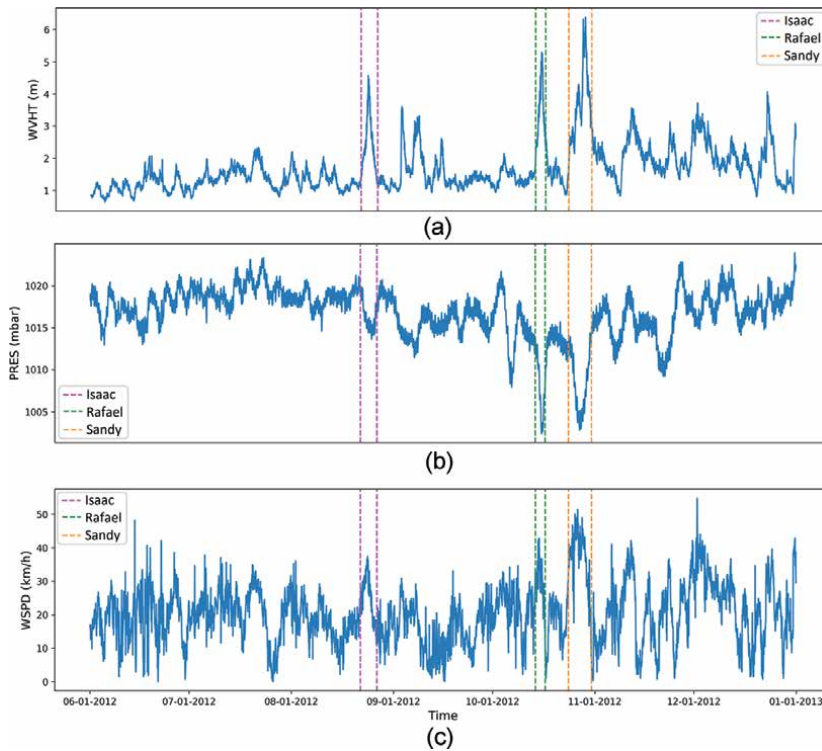 6
5
4
3
2
1
WVHT (m)
Isaac
Rafael
Sandy
(a)
1020
1015
1010
1005
PRES (mbar)
Isaac
Rafael
Sandy
(b)
50
40
30
20
10
0
WSPD (km/h)
Isaac
Rafael
Sandy
06-01-2012 07-01-2012 08-01-2012 09-01-2012 10-01-2012 11-01-2012 12-01-2012 01-01-2013
Time
(c)